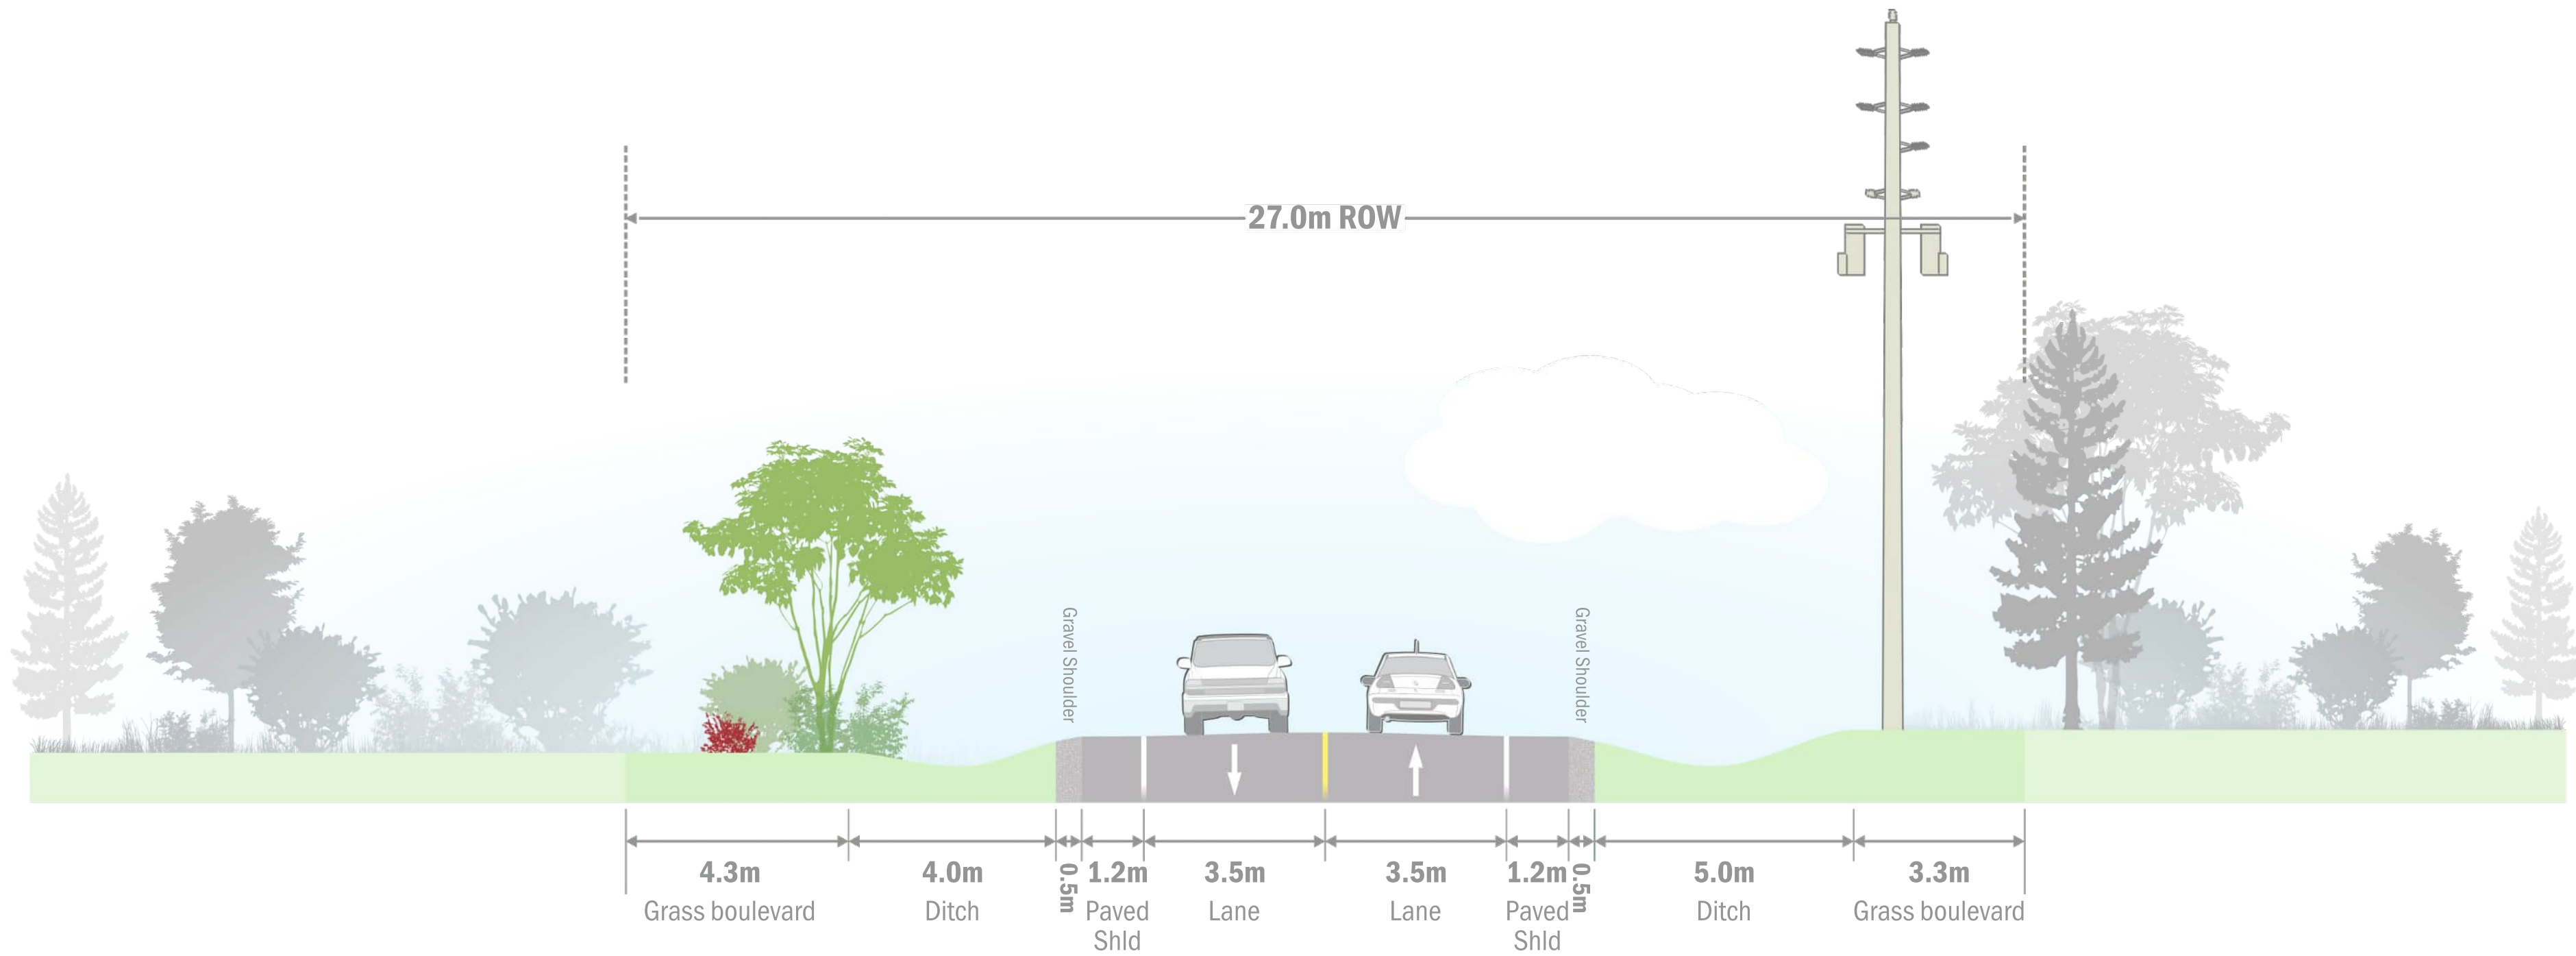 27.0m ROW
Gravel Shoulder
Gravel Shoulder
4.3m
Grass boulevard
4.0m
Ditch
0.5m
1.2m
Paved
Shld
3.5m
Lane
3.5m
Lane
1.2m
Paved
Shld
0.5m
5.0m
Ditch
3.3m
Grass boulevard